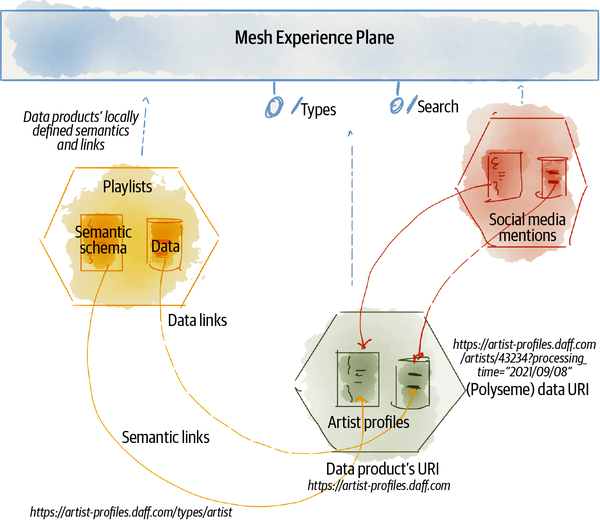 Mesh Experience Plane
/Types
/Search
Data products’ locally
defined semantics
and links
Playlists
Semantic
schema
Data
Social media
mentions
Data links
https://artist-profiles.daff.com
/artists/43234?processing_
time="2021/09/08"
(Polyseme) data URI
Artist profiles
Semantic links
Data product’s URI
https://artist-profiles.daff.com
https://artist-profiles.daff.com/types/artist